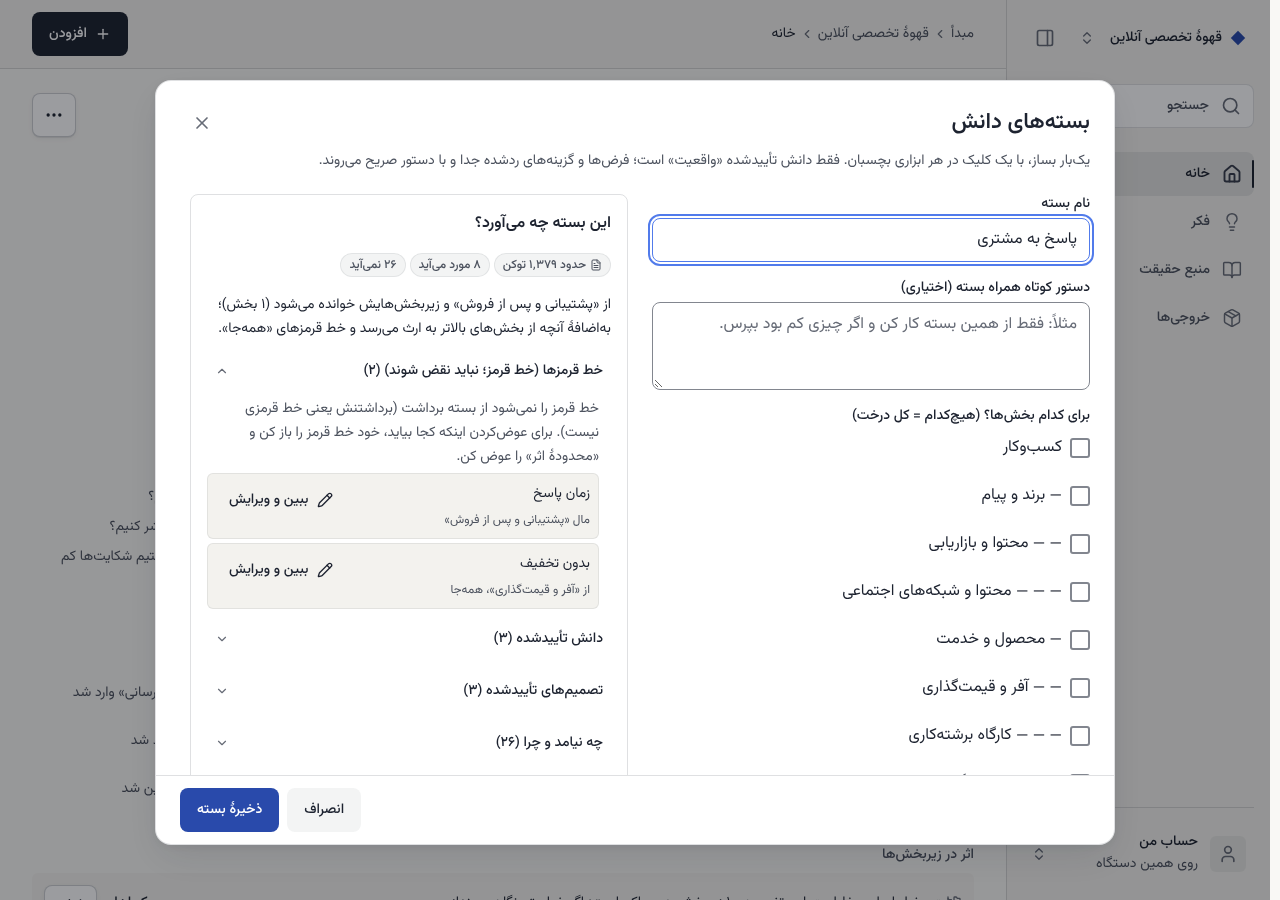 قهوهٔ تخصصی آنلاین
مبدأ › قهوهٔ تخصصی آنلاین › خانه
افزودن
جستجو
خانه
فکر
منبع حقیقت
خروجی‌ها
بسته‌های دانش
یک‌بار بساز، با یک کلیک در هر ابزاری بچسبان. فقط دانش تأییدشده «واقعیت» است؛ فرض‌ها و گزینه‌های ردشده جدا و با دستور صریح می‌روند.
نام بسته
پاسخ به مشتری
دستور کوتاه همراه بسته (اختیاری)
مثلاً: فقط از همین بسته کار کن و اگر چیزی کم بود بپرس.
برای کدام بخش‌ها؟ (هیچ‌کدام = کل درخت)
کسب‌وکار
— برند و پیام
— — محتوا و بازاریابی
— — — محتوا و شبکه‌های اجتماعی
— محصول و خدمت
— — آفر و قیمت‌گذاری
— — — کارگاه برشته‌کاری
این بسته چه می‌آورد؟
حدود ۱٬۳۷۹ توکن
۸ مورد می‌آید
۲۶ نمی‌آید
از «پشتیبانی و پس از فروش» و زیربخش‌هایش خوانده می‌شود (۱ بخش)؛
به‌اضافهٔ آنچه از بخش‌های بالاتر به ارث می‌رسد و خط قرمزهای «همه‌جا».
خط قرمزها (خط قرمز؛ نباید نقض شوند) (۲)
خط قرمز را نمی‌شود از بسته برداشت (برداشتنش یعنی خط قرمزی
نیست). برای عوض‌کردن اینکه کجا بیاید، خود خط قرمز را باز کن و
«محدودهٔ اثر» را عوض کن.
زمان پاسخ
مال «پشتیبانی و پس از فروش»
ببین و ویرایش
بدون تخفیف
از «آفر و قیمت‌گذاری»، همه‌جا
ببین و ویرایش
دانش تأییدشده (۳)
تصمیم‌های تأییدشده (۳)
چه نیامد و چرا (۲۶)
انصراف
ذخیرهٔ بسته
؟
کنیم؟
شکایت‌ها کم
وارد شد
شد
شد
اثر در زیربخش‌ها
حساب من
روی همین دستگاه